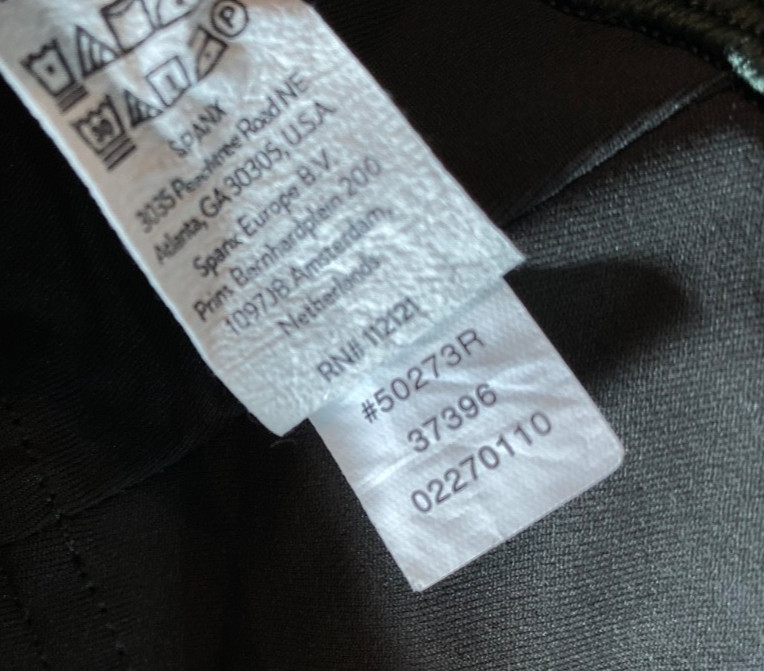 P
30
SPANX
3035 Peachtree Road NE
Atlanta, GA 30305, U.S.A.
Spanx Europe B.V.
Prins Bernhardplein 200
1097JB Amsterdam,
Netherlands
RN# 112121
#50273R
37396
02270110